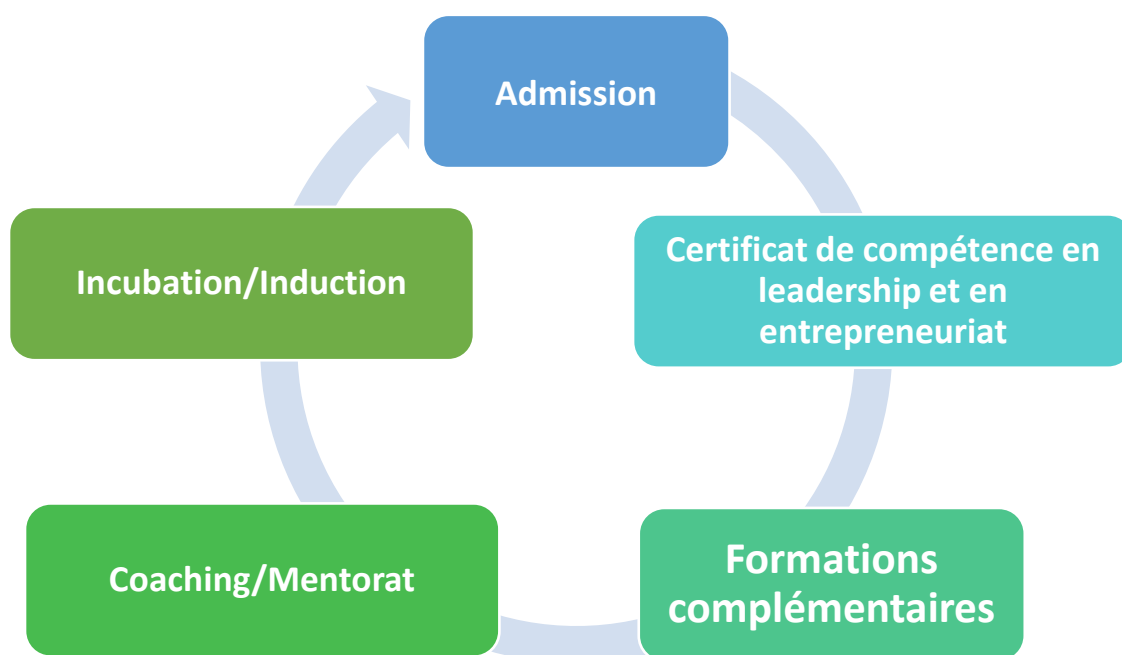 Admission
Certificat de compétence en
leadership et en
entrepreneuriat
Formations
complémentaires
Coaching/Mentorat
Incubation/Induction